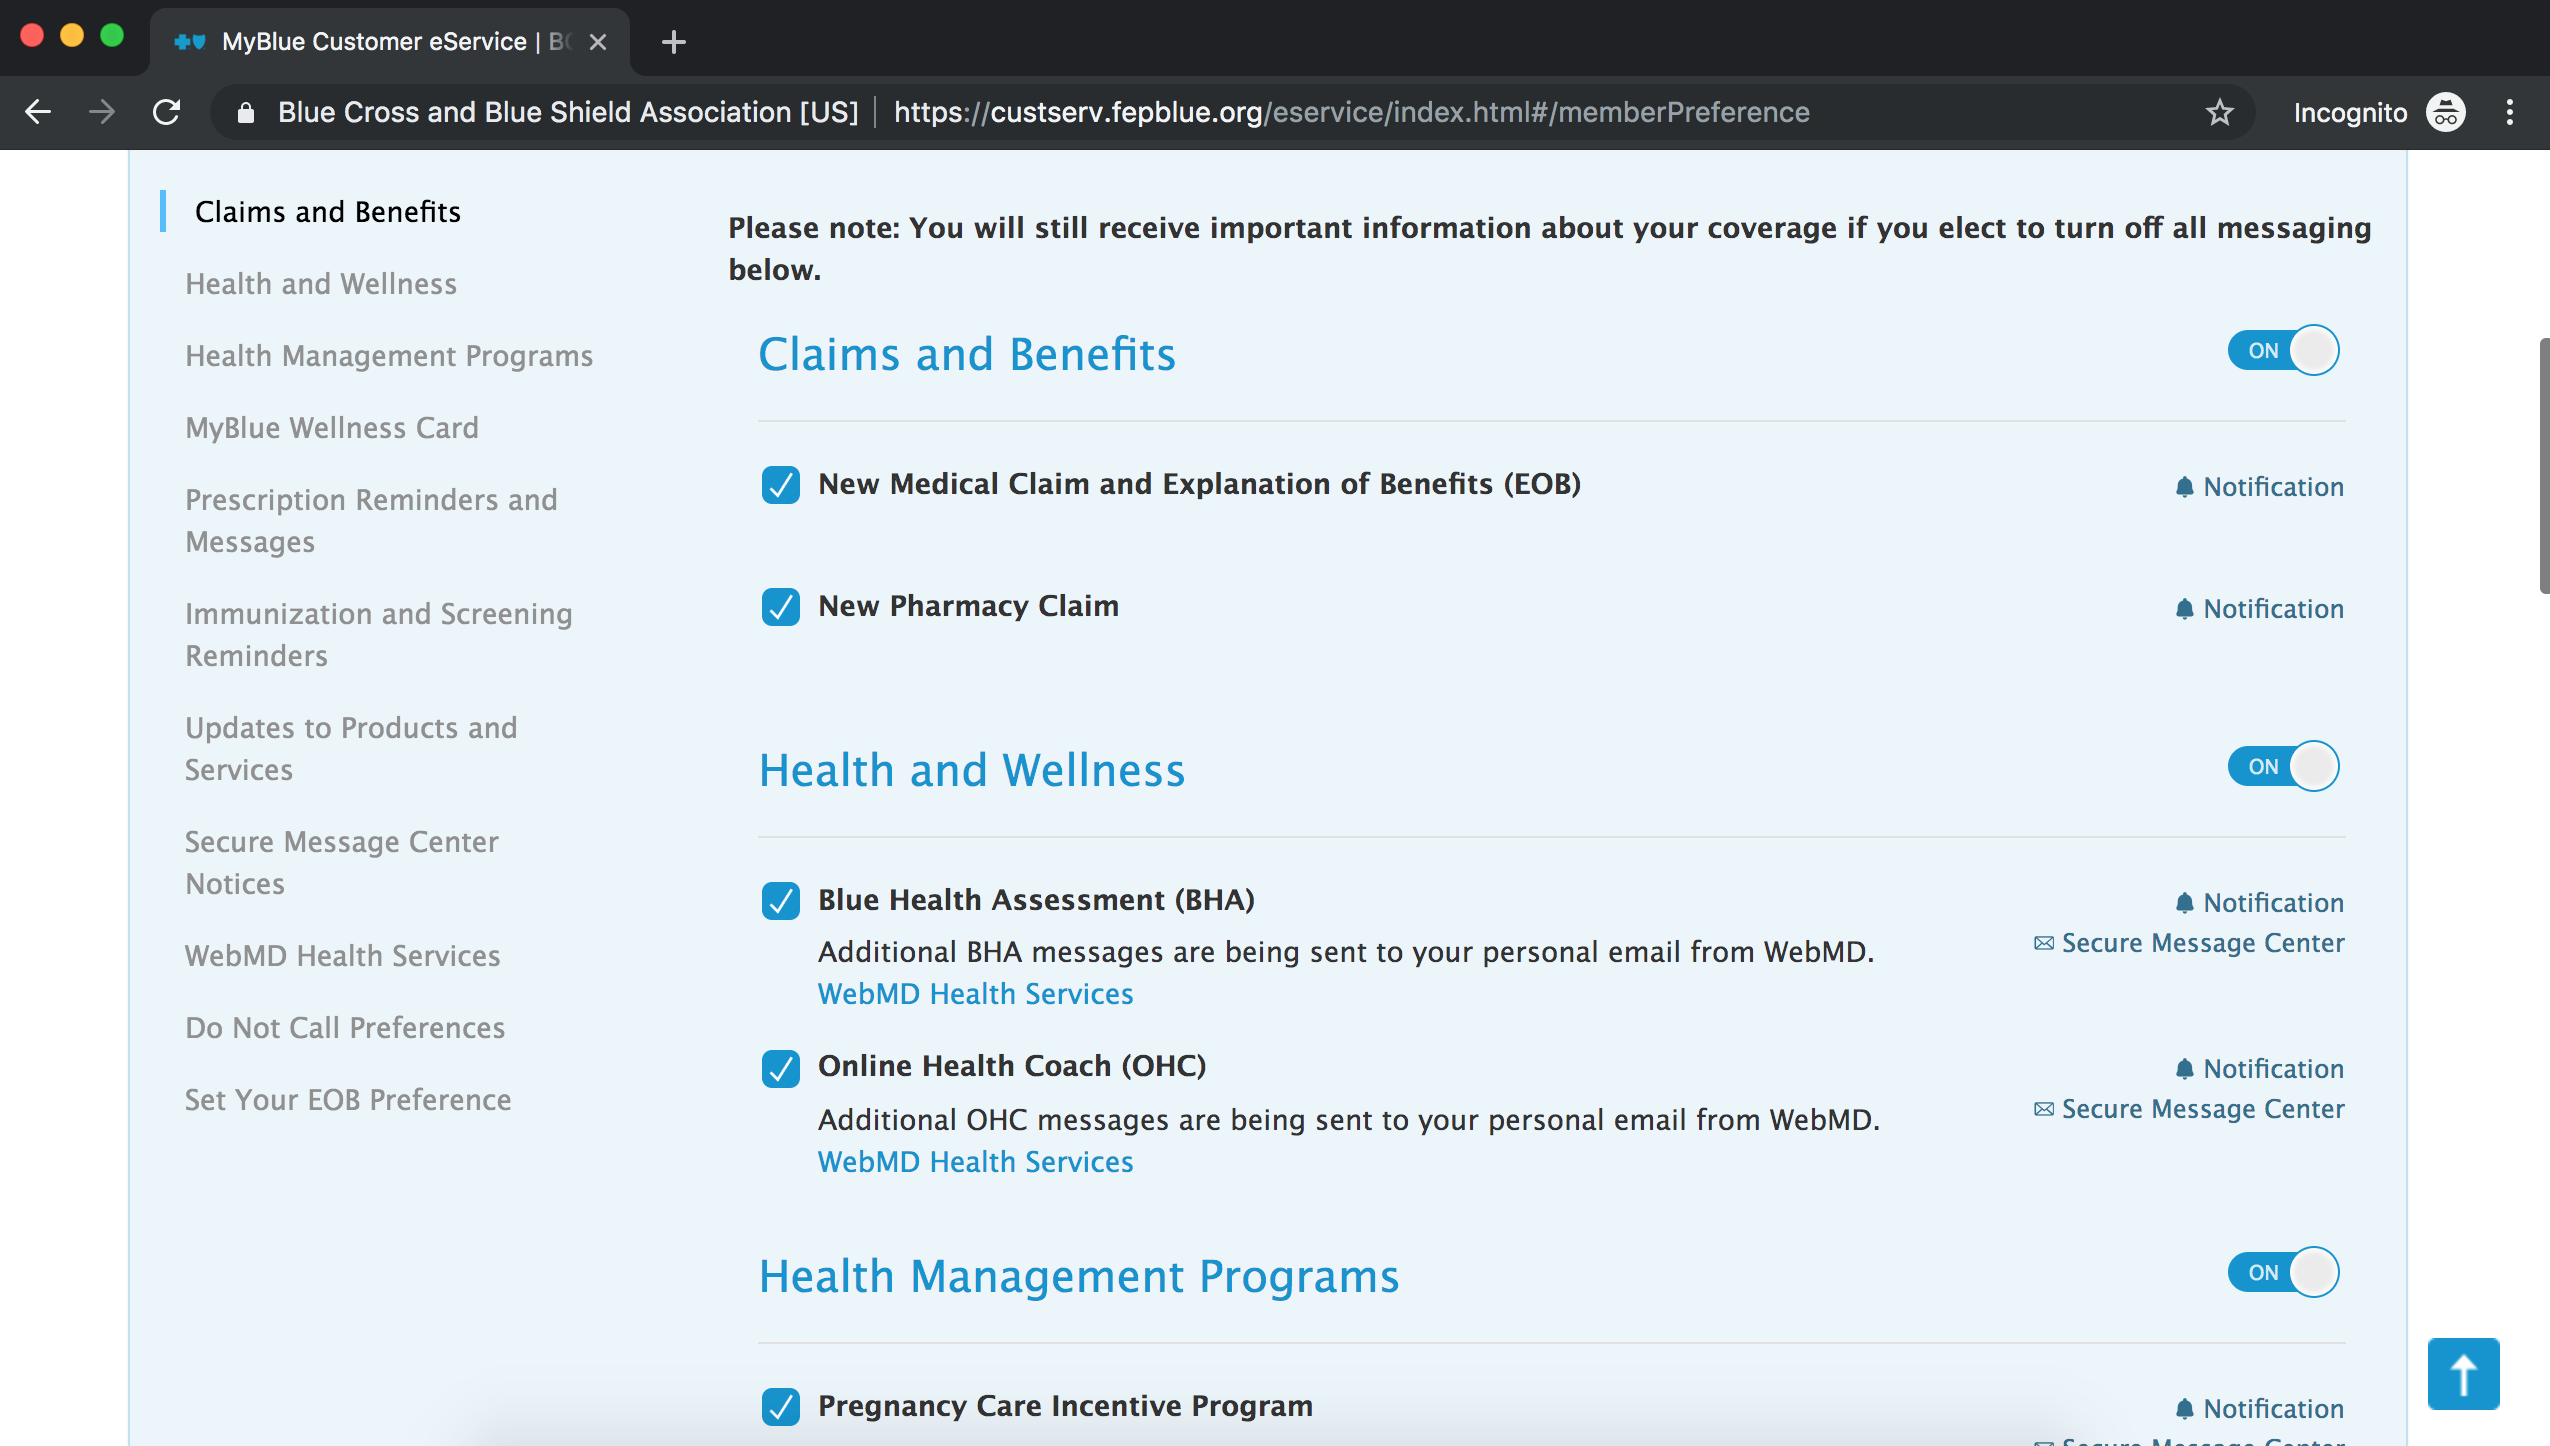 MyBlue Customer eService |
Blue Cross and Blue Shield Association [US]
https://custserv.fepblue.org/eservice/index.html#/memberPreference
Incognito
Claims and Benefits
Health and Wellness
Health Management Programs
MyBlue Wellness Card
Prescription Reminders and
Messages
Immunization and Screening
Reminders
Updates to Products and
Services
Secure Message Center
Notices
WebMD Health Services
Do Not Call Preferences
Set Your EOB Preference
Please note: You will still receive important information about your coverage if you elect to turn off all messaging
below.
Claims and Benefits
ON
New Medical Claim and Explanation of Benefits (EOB)
Notification
New Pharmacy Claim
Notification
Health and Wellness
ON
Blue Health Assessment (BHA)
Notification
Secure Message Center
Additional BHA messages are being sent to your personal email from WebMD.
WebMD Health Services
Online Health Coach (OHC)
Notification
Secure Message Center
Additional OHC messages are being sent to your personal email from WebMD.
WebMD Health Services
Health Management Programs
ON
Pregnancy Care Incentive Program
Notification